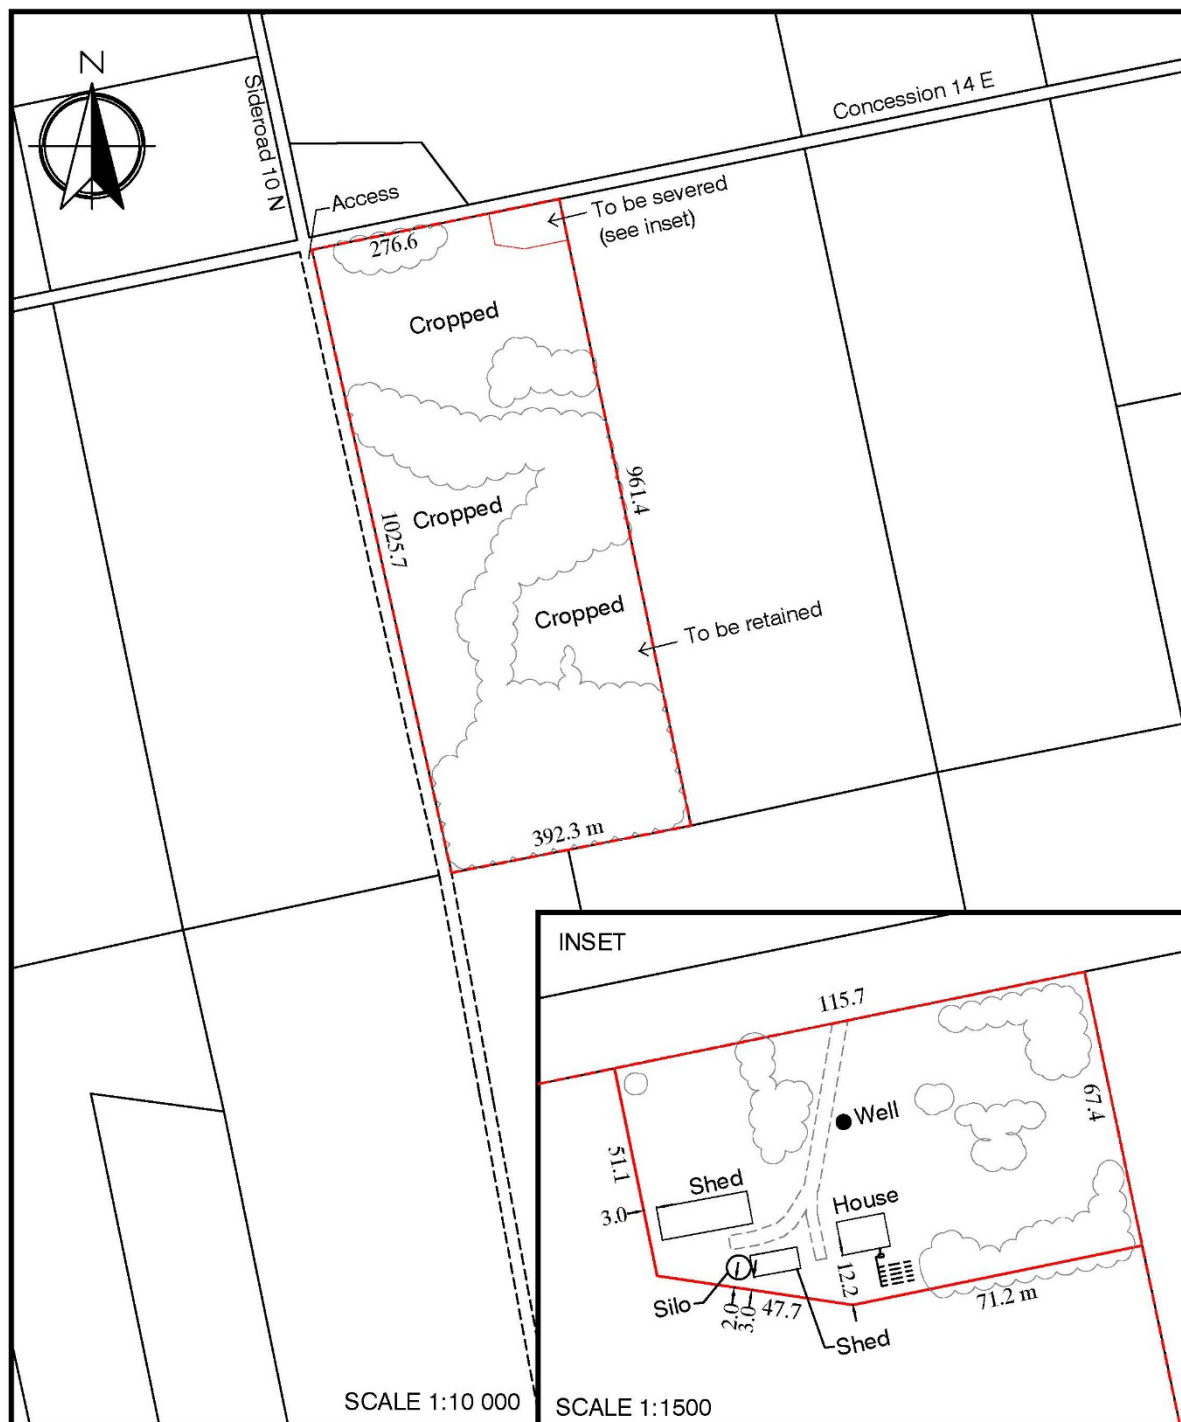 N
Sideroad 10 N
Concession 14 E
Access
To be severed
(see inset)
276.6
Cropped
961.4
Cropped
1025.7
Cropped
To be retained
392.3 m
INSET
115.7
67.4
Well
51.1
Shed
House
3.0
12.2
Silo
2.0
3.0
47.7
71.2 m
Shed
SCALE 1:10 000
SCALE 1:1500